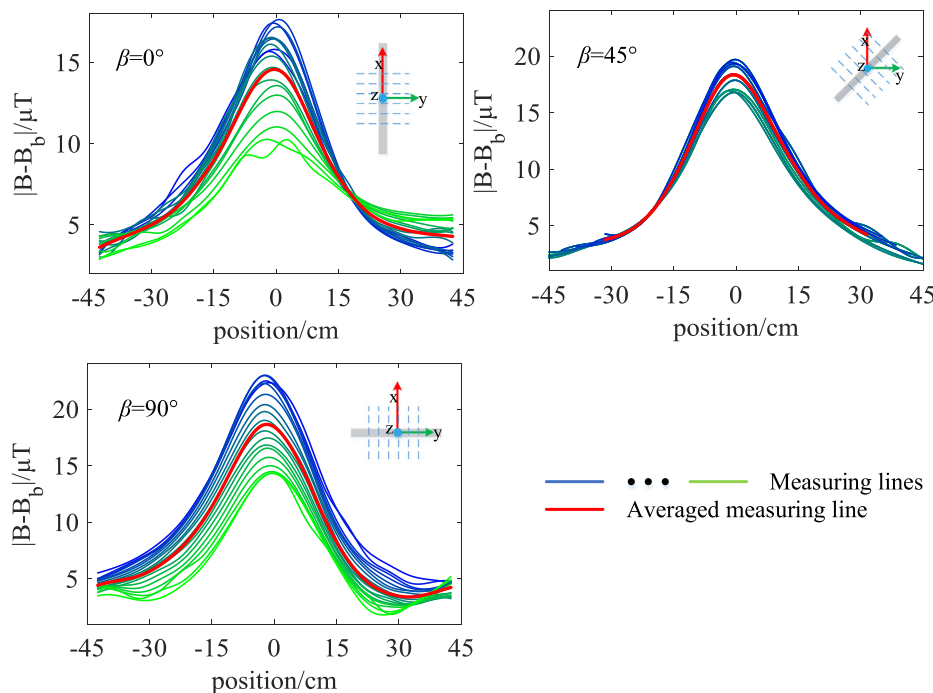 β=0°
|B-B_b|/μT
15
10
5
-45 -30 -15 0 15 30 45
position/cm
x
z
y
β=45°
|B-B_b|/μT
20
15
10
5
-45 -30 -15 0 15 30 45
position/cm
x
z
y
β=90°
|B-B_b|/μT
20
15
10
5
-45 -30 -15 0 15 30 45
position/cm
x
z
y
Measuring lines
Averaged measuring line